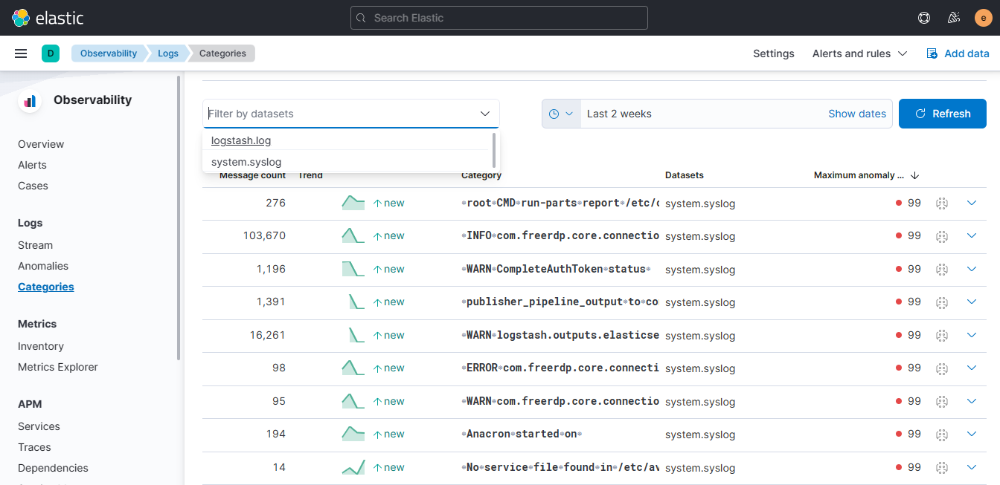 elastic
Search Elastic
e
D
Observability
Logs
Categories
Settings
Alerts and rules
Add data
Observability
Overview
Alerts
Cases
Logs
Stream
Anomalies
Categories
Metrics
Inventory
Metrics Explorer
APM
Services
Traces
Dependencies
Filter by datasets
logstash.log
system.syslog
Last 2 weeks
Show dates
Refresh
Message count Trend Category Datasets Maximum anomaly ...
276 new *root*CMD*run-parts*report*/etc/c system.syslog 99
103,670 new *INFO*com.freerdp.core.connectio system.syslog 99
1,196 new *WARN*CompleteAuthToken*status* system.syslog 99
1,391 new *publisher_pipeline_output*to*co system.syslog 99
16,261 new *WARN*logstash.outputs.elasticse system.syslog 99
98 new *ERROR*com.freerdp.core.connecti system.syslog 99
95 new *WARN*com.freerdp.core.connectio system.syslog 99
194 new *Anacron*started*on* system.syslog 99
14 new *No*service*file*found*in*/etc/av system.syslog 99